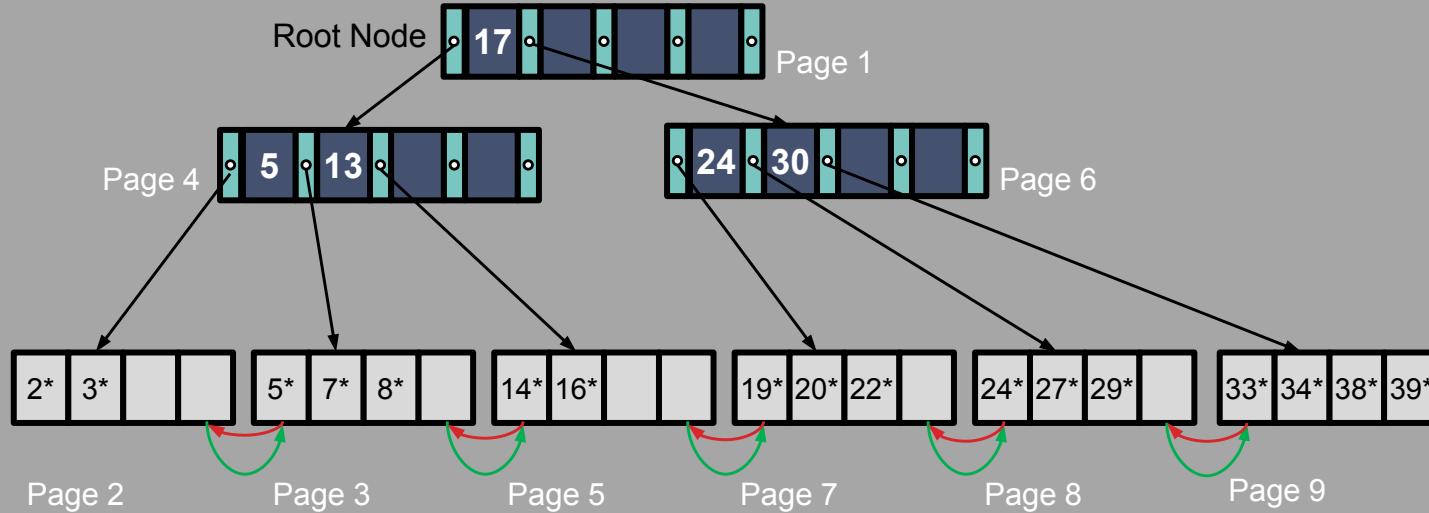 Root Node
17
Page 1
Page 4
5 13
24 30
Page 6
2* 3*
5* 7* 8*
14* 16*
19* 20* 22*
24* 27* 29*
33* 34* 38* 39*
Page 2
Page 3
Page 5
Page 7
Page 8
Page 9